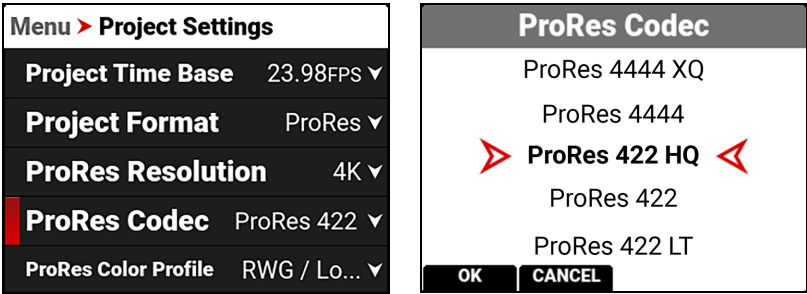 Menu > Project Settings
Project Time Base 23.98FPS
Project Format ProRes
ProRes Resolution 4K
ProRes Codec ProRes 422
ProRes Color Profile RWG / Lo...
ProRes Codec
ProRes 4444 XQ
ProRes 4444
ProRes 422 HQ
ProRes 422
ProRes 422 LT
OK CANCEL